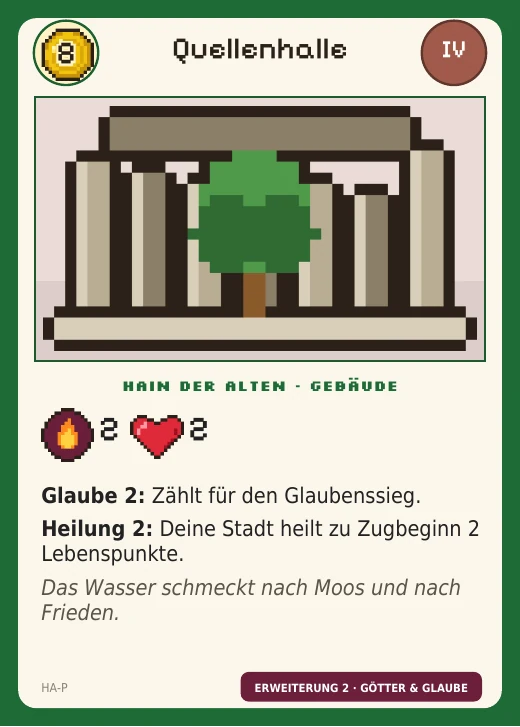 8
Quellenhalle
IV
HAIN DER ALTEN · GEBÄUDE
2 2
Glaube 2: Zählt für den Glaubenssieg.
Heilung 2: Deine Stadt heilt zu Zugbeginn 2
Lebenspunkte.
Das Wasser schmeckt nach Moos und nach
Frieden.
HA-P
ERWEITERUNG 2 · GÖTTER & GLAUBE